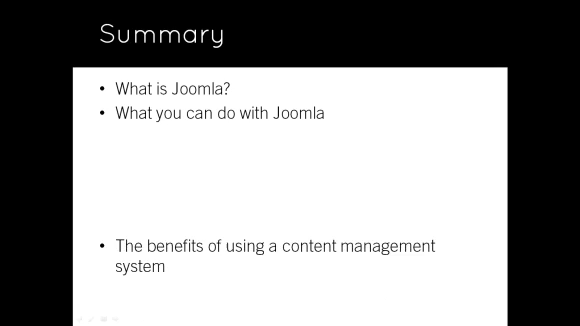 Summary
• What is Joomla?
• What you can do with Joomla
• The benefits of using a content management
system